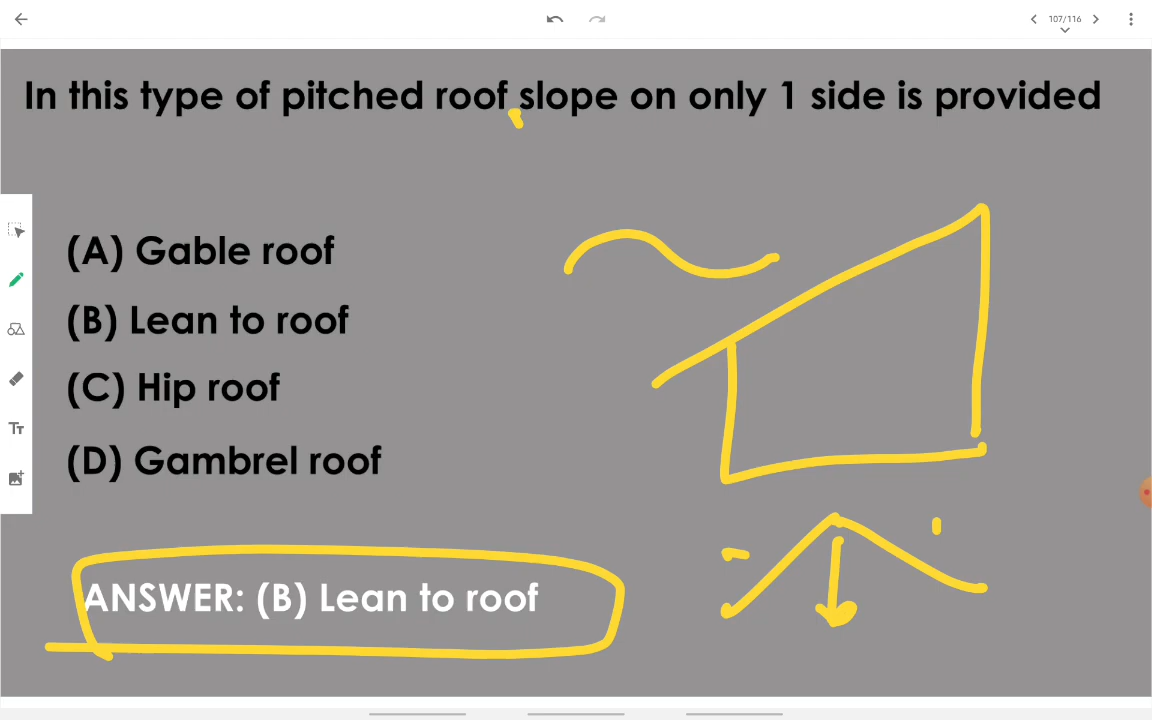 107/116
In this type of pitched roof slope on only 1 side is provided
(A) Gable roof
(B) Lean to roof
(C) Hip roof
(D) Gambrel roof
ANSWER: (B) Lean to roof
Tт